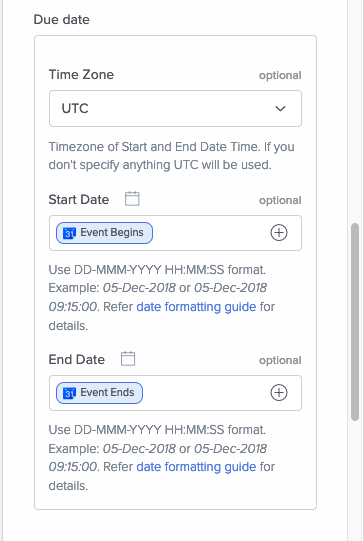 Due date
Time Zone optional
UTC
Timezone of Start and End Date Time. If you
don't specify anything UTC will be used.
Start Date optional
31 Event Begins
Use DD-MMM-YYYY HH:MM:SS format.
Example: 05-Dec-2018 or 05-Dec-2018
09:15:00. Refer date formatting guide for
details.
End Date optional
31 Event Ends
Use DD-MMM-YYYY HH:MM:SS format.
Example: 05-Dec-2018 or 05-Dec-2018
09:15:00. Refer date formatting guide for
details.